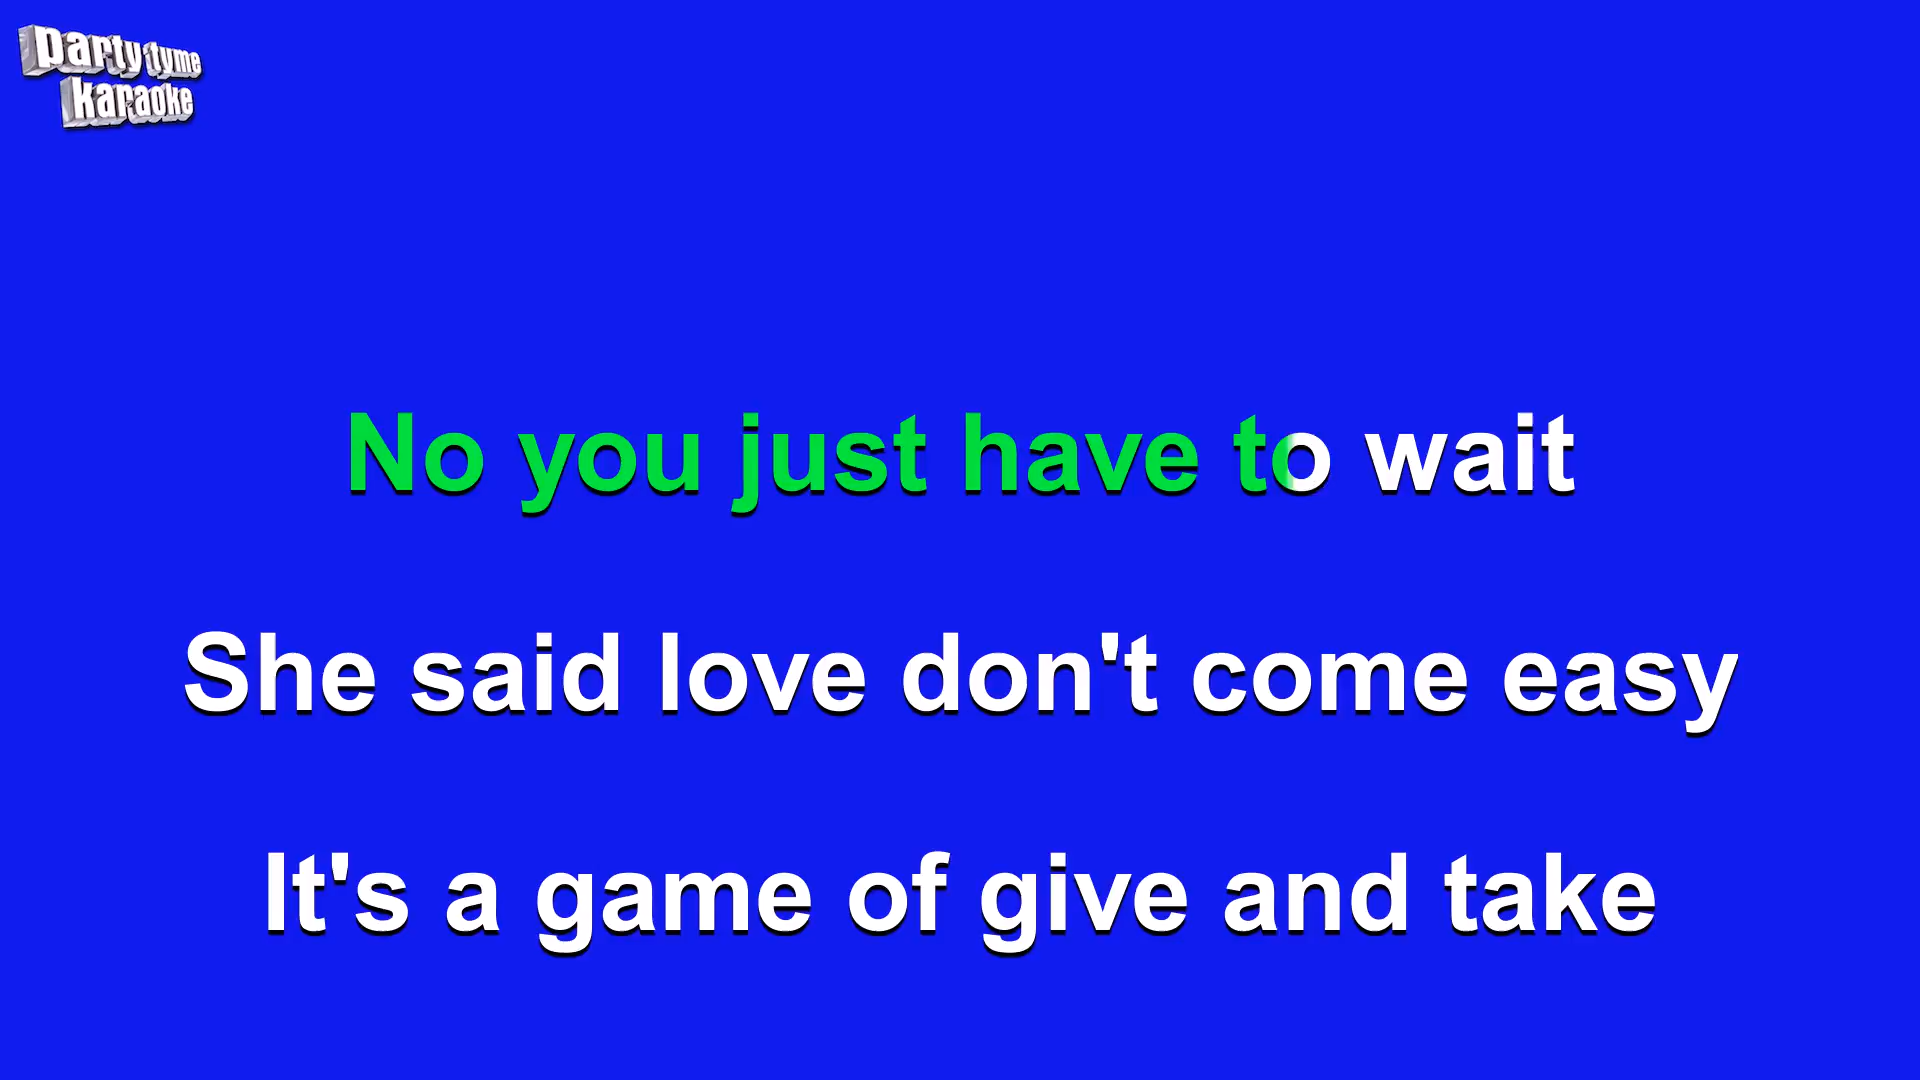 party tyme
karaoke
No you just have to wait
She said love don't come easy
It's a game of give and take